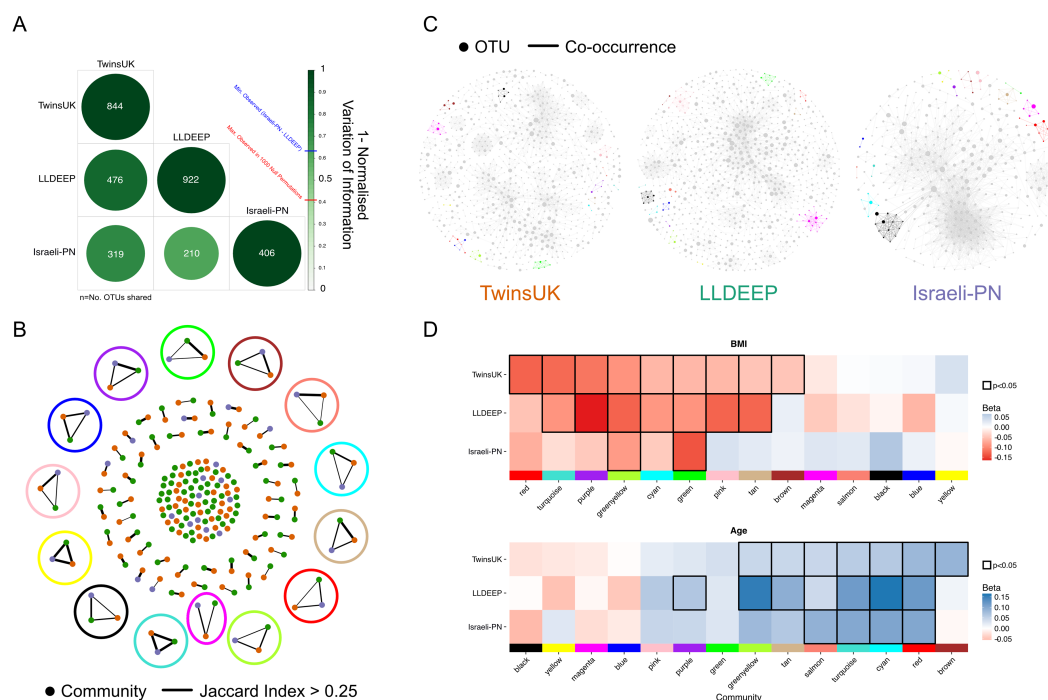 A
TwinsUK
TwinsUK
844
LLDEEP
LLDEEP
476
922
Israeli-PN
Israeli-PN
319
210
406
n=No. OTUs shared
Min. Observed (Israeli-PN - LLDEEP)
Max. Observed in 1000 Null Permutations
1
0.9
0.8
0.7
0.6
0.5
0.4
0.3
0.2
0.1
0
1- Normalised
Variation of Information
B
Community
Jaccard Index > 0.25
C
OTU
Co-occurrence
TwinsUK
LLDEEP
Israeli-PN
D
BMI
TwinsUK
LLDEEP
Israeli-PN
red
turquoise
purple
greenyellow
cyan
green
pink
tan
brown
magenta
salmon
black
blue
yellow
p<0.05
Beta
0.05
0.00
-0.05
-0.10
-0.15
Age
TwinsUK
LLDEEP
Israeli-PN
black
yellow
magenta
blue
pink
purple
green
greenyellow
tan
salmon
turquoise
cyan
red
brown
Community
p<0.05
Beta
0.15
0.10
0.05
0.00
-0.05